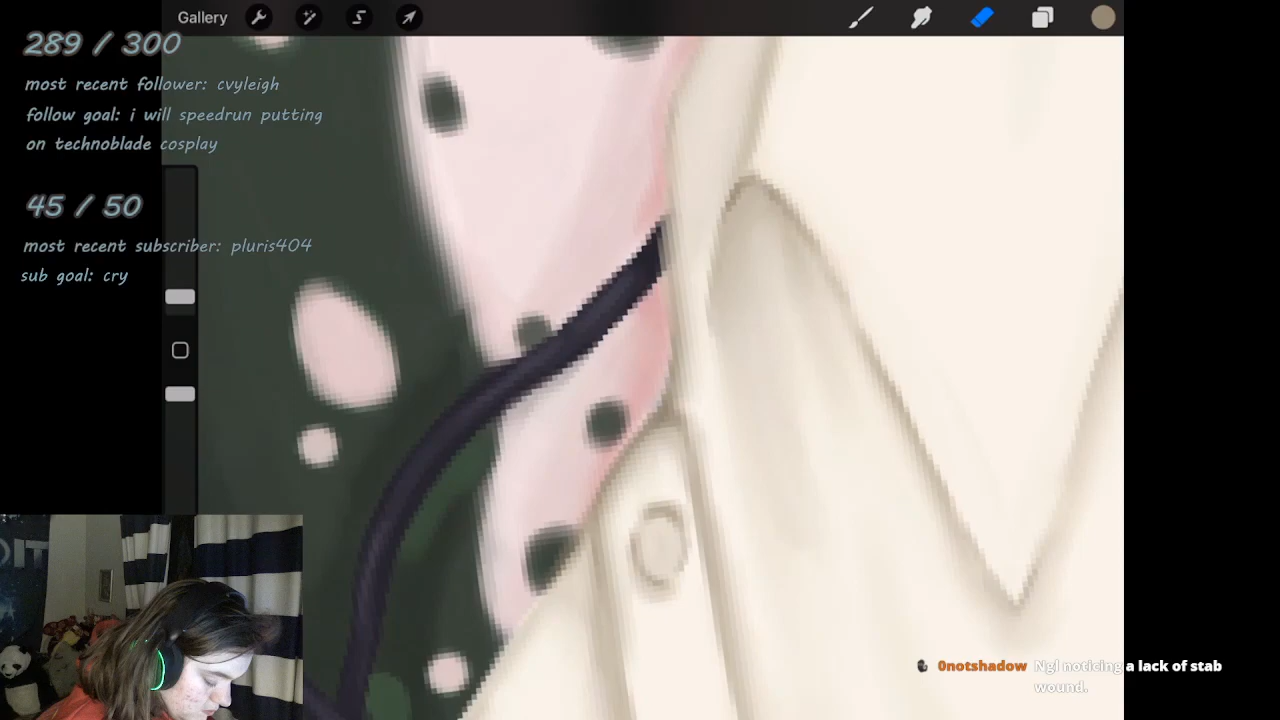 Gallery
289 / 300
most recent follower: cvyleigh
follow goal: i will speedrun putting
on technoblade cosplay
45 / 50
most recent subscriber: pluris404
sub goal: cry
0notshadow Ngl noticing a lack of stab
wound.